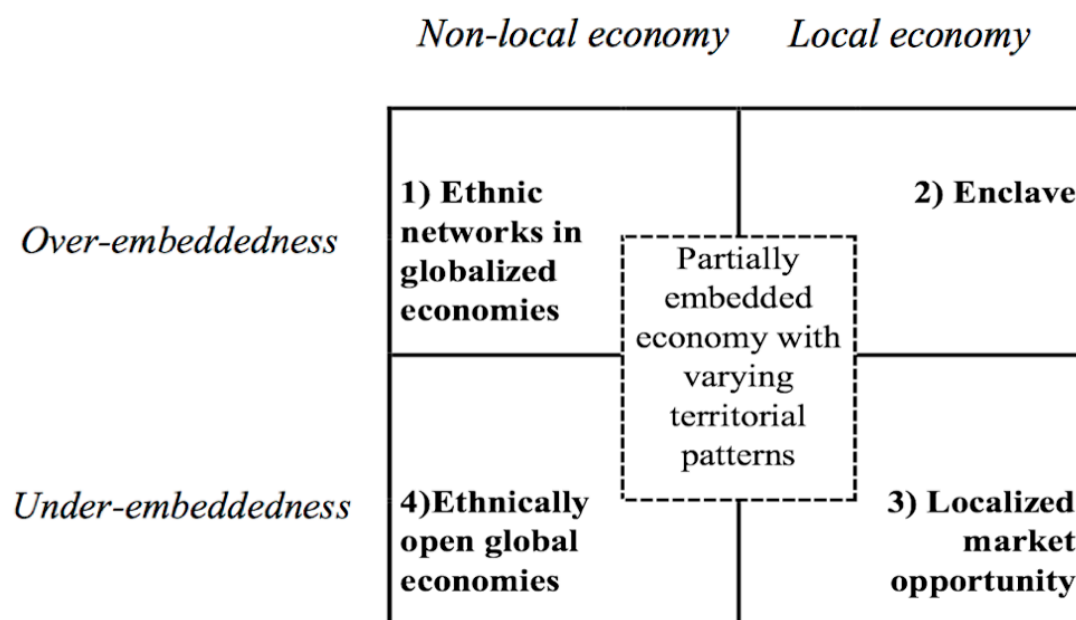 Non-local economy
Local economy
Over-embeddedness
1) Ethnic
networks in
globalized
economies
2) Enclave
Partially
embedded
economy with
varying
territorial
patterns
Under-embeddedness
4)Ethnically
open global
economies
3) Localized
market
opportunity